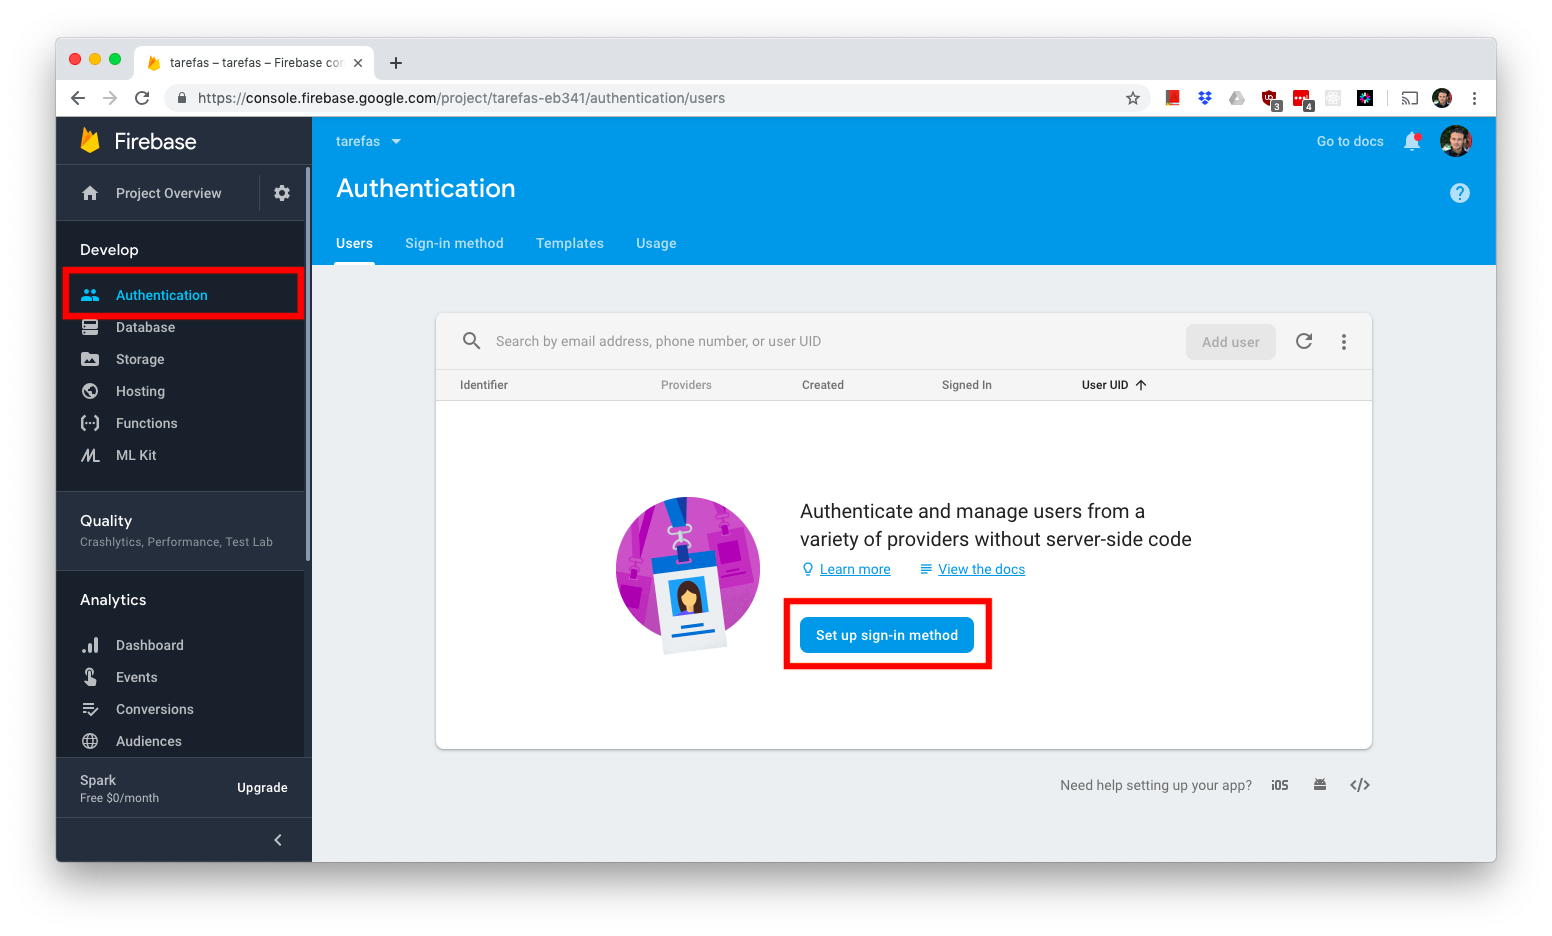 tarefas – tarefas – Firebase con
https://console.firebase.google.com/project/tarefas-eb341/authentication/users
3
4
Firebase
Project Overview
Develop
Authentication
Database
Storage
Hosting
Functions
ML Kit
Quality
Crashlytics, Performance, Test Lab
Analytics
Dashboard
Events
Conversions
Audiences
Spark
Free $0/month
Upgrade
tarefas
Go to docs
Authentication
Users Sign-in method Templates Usage
Search by email address, phone number, or user UID
Add user
Identifier Providers Created Signed In User UID
Authenticate and manage users from a
variety of providers without server-side code
Learn more View the docs
Set up sign-in method
Need help setting up your app? iOS